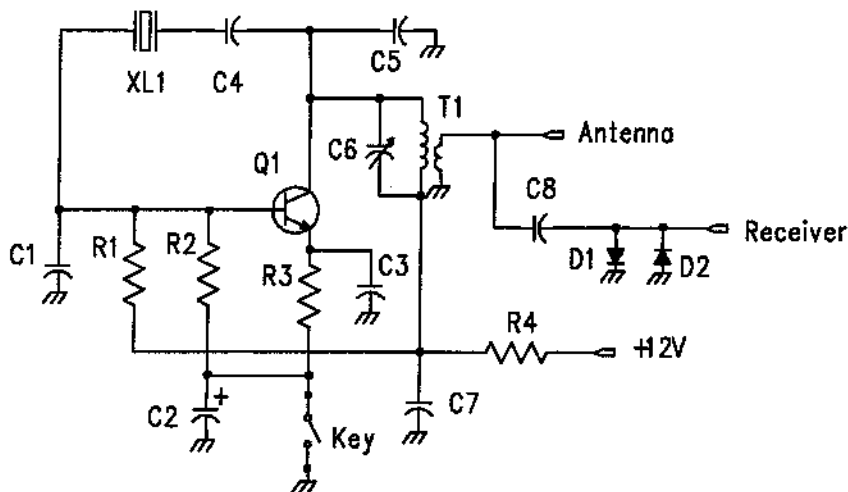 XL1
C4
C5
T1
C6
Antenna
Q1
C8
C1
R1
R2
R3
C3
D1
D2
Receiver
R4
+12V
C2
+
Key
C7